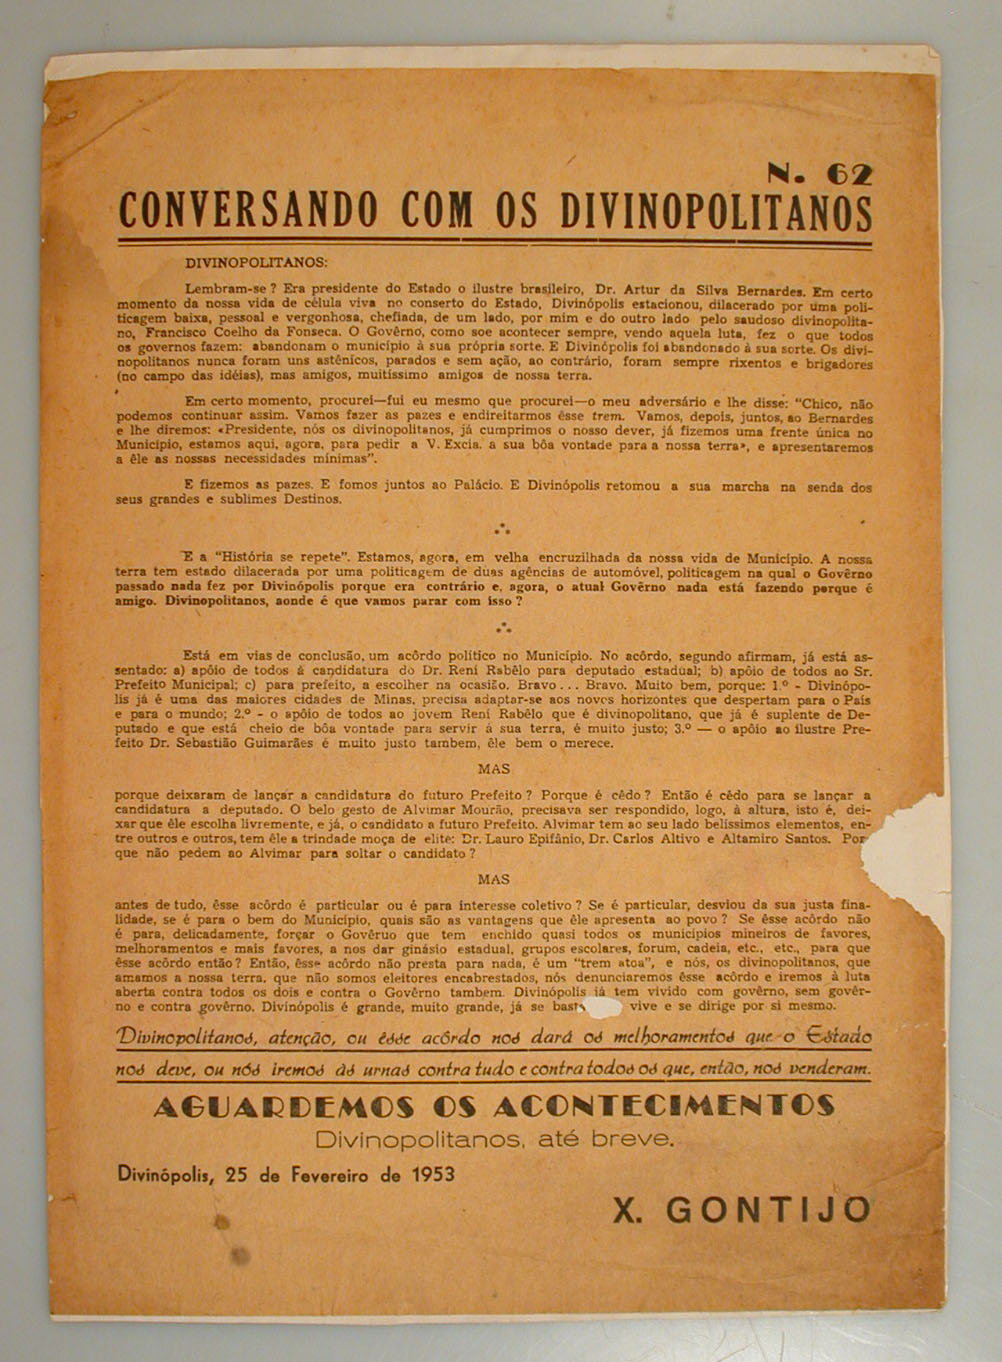 N. 62
CONVERSANDO COM OS DIVINOPOLITANOS
DIVINOPOLITANOS:
Lembram-se ? Era presidente do Estado o ilustre brasileiro, Dr. Artur da Silva Bernardes. Em certo
momento da nossa vida de célula viva no conserto do Estado, Divinópolis estacionou, dilacerado por uma poli-
ticagem baixa, pessoal e vergonhosa, chefiada, de um lado, por mim e do outro lado pelo saudoso divinopolita-
no, Francisco Coelho da Fonseca. O Govêrno, como soe acontecer sempre, vendo aquela luta, fez o que todos
os governos fazem: abandonam o município à sua própria sorte. E Divinópolis foi abandonado à sua sorte. Os divi-
nopolitanos nunca foram uns astênicos, parados e sem ação, ao contrário, foram sempre rixentos e brigadores
(no campo das idéias), mas amigos, muitíssimo amigos de nossa terra.
Em certo momento, procurei—fui eu mesmo que procurei—o meu adversário e lhe disse: “Chico, não
podemos continuar assim. Vamos fazer as pazes e endireitarmos êsse trem. Vamos, depois, juntos, ao Bernardes
e lhe diremos: «Presidente, nós os divinopolitanos, já cumprimos o nosso dever, já fizemos uma frente única no
Município, estamos aqui, agora, para pedir a V. Excia. a sua bôa vontade para a nossa terra», e apresentaremos
a êle as nossas necessidades mínimas”.
E fizemos as pazes. E fomos juntos ao Palácio. E Divinópolis retomou a sua marcha na senda dos
seus grandes e sublimes Destinos.
E a “História se repete”. Estamos, agora, em velha encruzilhada da nossa vida de Município. A nossa
terra tem estado dilacerada por uma politicagem de duas agências de automóvel, politicagem na qual o Govêrno
passado nada fez por Divinópolis porque era contrário e, agora, o atual Govêrno nada está fazendo porque é
amigo. Divinopolitanos, aonde é que vamos parar com isso ?
Está em vias de conclusão, um acôrdo político no Município. No acôrdo, segundo afirmam, já está as-
sentado: a) apôio de todos á candidatura do Dr. Reni Rabêlo para deputado estadual; b) apôio de todos ao Sr.
Prefeito Municipal; c) para prefeito, a escolher na ocasião. Bravo... Bravo. Muito bem, porque: 1.º - Divinópo-
lis já é uma das maiores cidades de Minas, precisa adaptar-se aos novos horizontes que despertam para o País
e para o mundo; 2.º - o apôio de todos ao jovem Reni Rabêlo que é divinopolitano, que já é suplente de De-
putado e que está cheio de bôa vontade para servir á sua terra, é muito justo; 3.º — o apôio ao ilustre Pre-
feito Dr. Sebastião Guimarães é muito justo tambem, êle bem o merece.
MAS
porque deixaram de lançar a candidatura do futuro Prefeito ? Porque é cêdo ? Então é cêdo para se lançar a
candidatura a deputado. O belo gesto de Alvimar Mourão, precisava ser respondido, logo, à altura, isto é, dei-
xar que êle escolha livremente, e já, o candidato a futuro Prefeito. Alvimar tem ao seu lado belíssimos elementos, en-
tre outros e outros, tem êle a trindade moça de elite: Dr. Lauro Epifânio, Dr. Carlos Altivo e Altamiro Santos. Por
que não pedem ao Alvimar para soltar o candidato ?
MAS
antes de tudo, êsse acôrdo é particular ou é para interesse coletivo ? Se é particular, desviou da sua justa fina-
lidade, se é para o bem do Município, quais são as vantagens que êle apresenta ao povo ? Se êsse acôrdo não
é para, delicadamente, forçar o Govêruo que tem enchido quasi todos os municípios mineiros de favores,
melhoramentos e mais favores, a nos dar ginásio estadual, grupos escolares, forum, cadeia, etc., etc., para que
êsse acôrdo então ? Então, êsse acôrdo não presta para nada, é um “trem atoa”, e nós, os divinopolitanos, que
amamos a nossa terra, que não somos eleitores encabrestados, nós denunciaremos êsse acôrdo e iremos à luta
aberta contra todos os dois e contra o Govêrno tambem. Divinópolis já tem vivido com govêrno, sem govêr-
no e contra govêrno. Divinópolis é grande, muito grande, já se bast vive e se dirige por si mesmo.
Divinopolitanos, atenção, ou êsse acôrdo nos dará os melhoramentos que o Estado
nos deve, ou nós iremos às urnas contra tudo e contra todos os que, então, nos venderam.
AGUARDEMOS OS ACONTECIMENTOS
Divinopolitanos, até breve.
Divinópolis, 25 de Fevereiro de 1953
X. GONTIJO